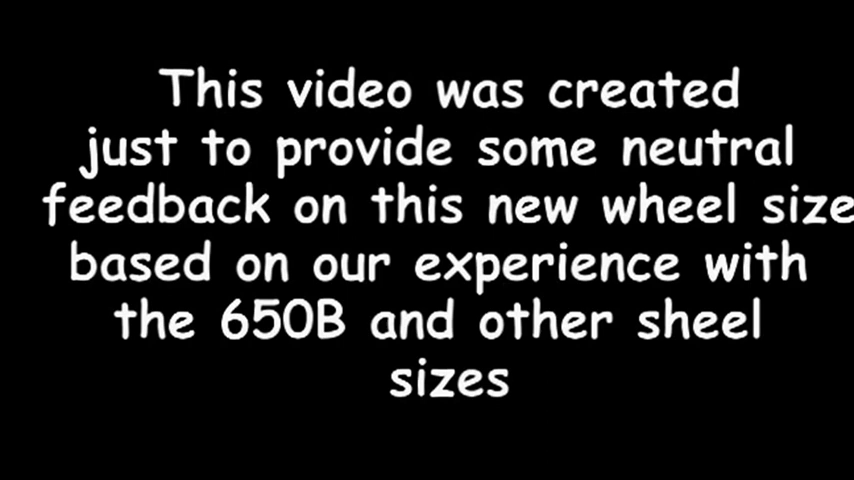 This video was created
just to provide some neutral
feedback on this new wheel size
based on our experience with
the 650B and other sheel
sizes